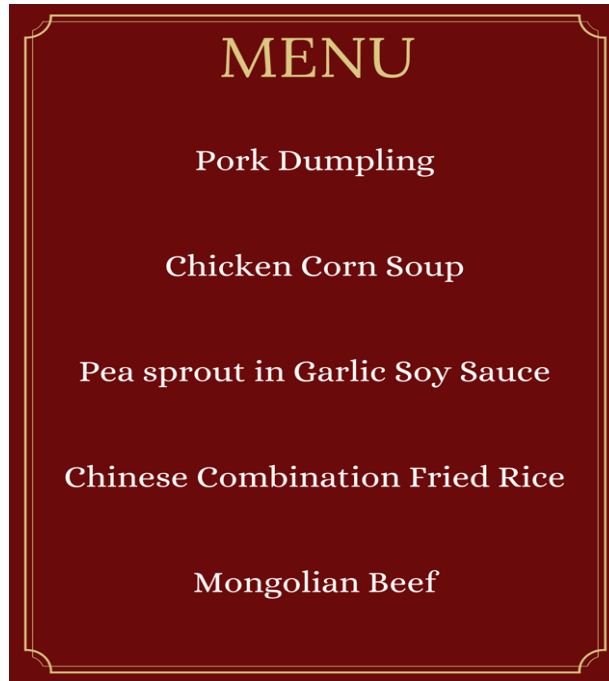 MENU
Pork Dumpling
Chicken Corn Soup
Pea sprout in Garlic Soy Sauce
Chinese Combination Fried Rice
Mongolian Beef